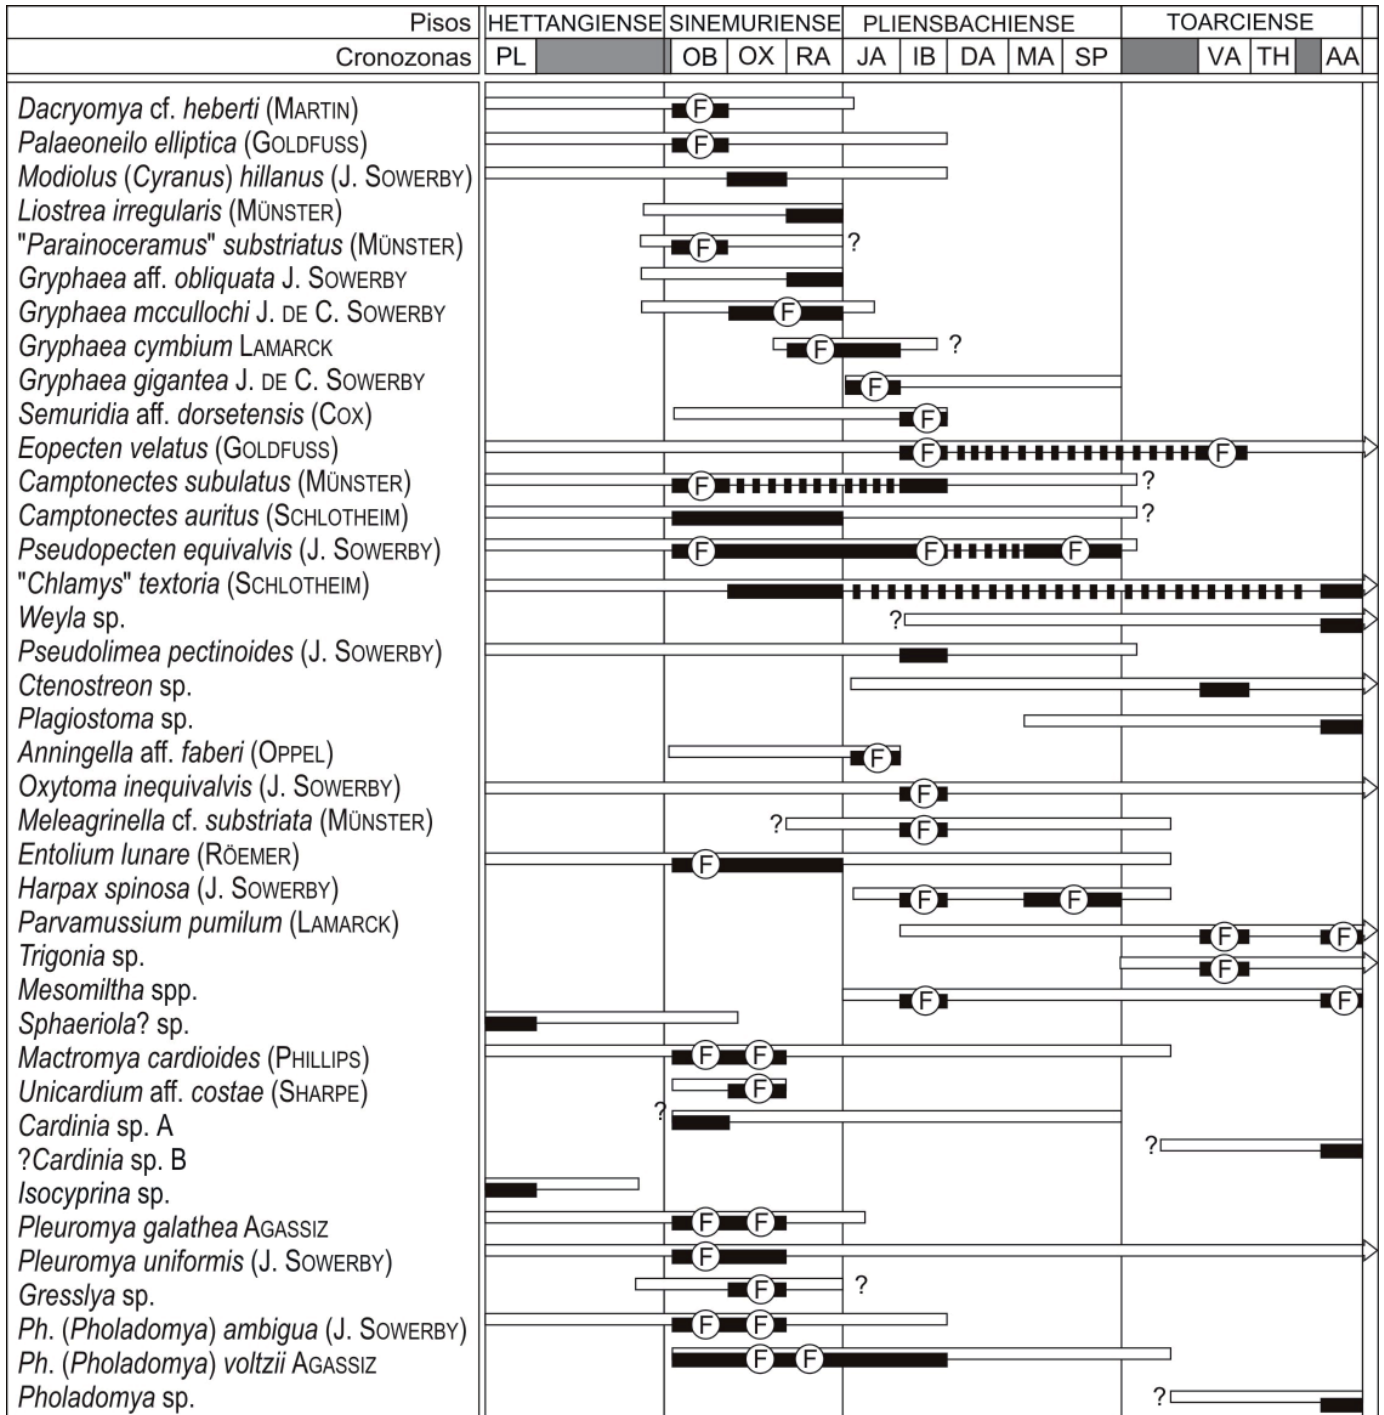 Pisos HETTANGIENSE SINEMURIENSE PLIENSBACHIENSE TOARCIENSE
Cronozonas PL OB OX RA JA IB DA MA SP VA TH AA
Dacryomya cf. heberti (MARTIN) F
Palaeoneilo elliptica (GOLDFUSS) F
Modiolus (Cyranus) hillanus (J. SOWERBY)
Liostrea irregularis (MÜNSTER)
"Parainoceramus" substriatus (MÜNSTER) F ?
Gryphaea aff. obliquata J. SOWERBY
Gryphaea mccullochi J. DE C. SOWERBY F
Gryphaea cymbium LAMARCK F ?
Gryphaea gigantea J. DE C. SOWERBY F
Semuridia aff. dorsetensis (COX) F
Eopecten velatus (GOLDFUSS) F F
Camptonectes subulatus (MÜNSTER) F ?
Camptonectes auritus (SCHLOTHEIM) ?
Pseudopecten equivalvis (J. SOWERBY) F F F
"Chlamys" textoria (SCHLOTHEIM)
Weyla sp. ?
Pseudolimea pectinoides (J. SOWERBY)
Ctenostreon sp.
Plagiostoma sp.
Anningella aff. faberi (OPPEL) F
Oxytoma inequivalvis (J. SOWERBY) F
Meleagrinella cf. substriata (MÜNSTER) ? F
Entolium lunare (RÖEMER) F
Harpax spinosa (J. SOWERBY) F F
Parvamussium pumilum (LAMARCK) F F
Trigonia sp. F
Mesomiltha spp. F F
Sphaeriola? sp.
Mactromya cardioides (PHILLIPS) F F
Unicardium aff. costae (SHARPE) F
Cardinia sp. A ?
?Cardinia sp. B ?
Isocyprina sp.
Pleuromya galathea AGASSIZ F F
Pleuromya uniformis (J. SOWERBY) F
Gresslya sp. F ?
Ph. (Pholadomya) ambigua (J. SOWERBY) F F
Ph. (Pholadomya) voltzii AGASSIZ F F
Pholadomya sp. ?